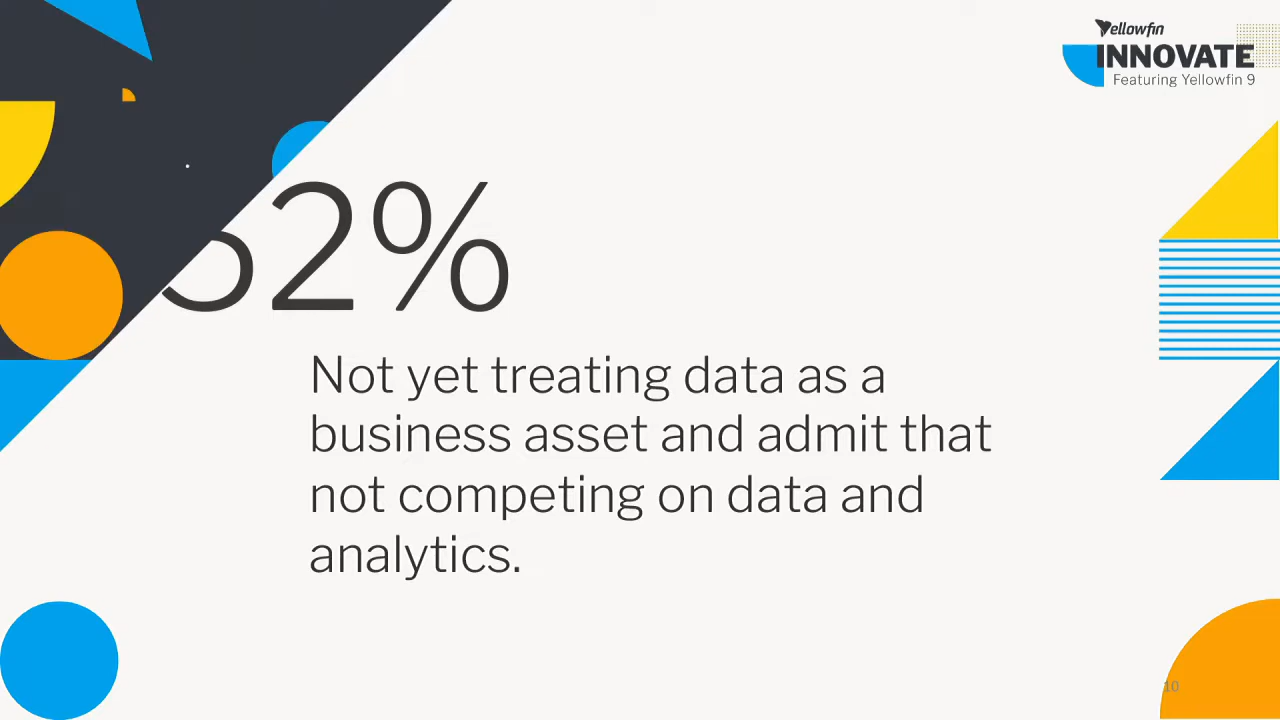 Yellowfin
INNOVATE
Featuring Yellowfin 9
2%
Not yet treating data as a
business asset and admit that
not competing on data and
analytics.
10